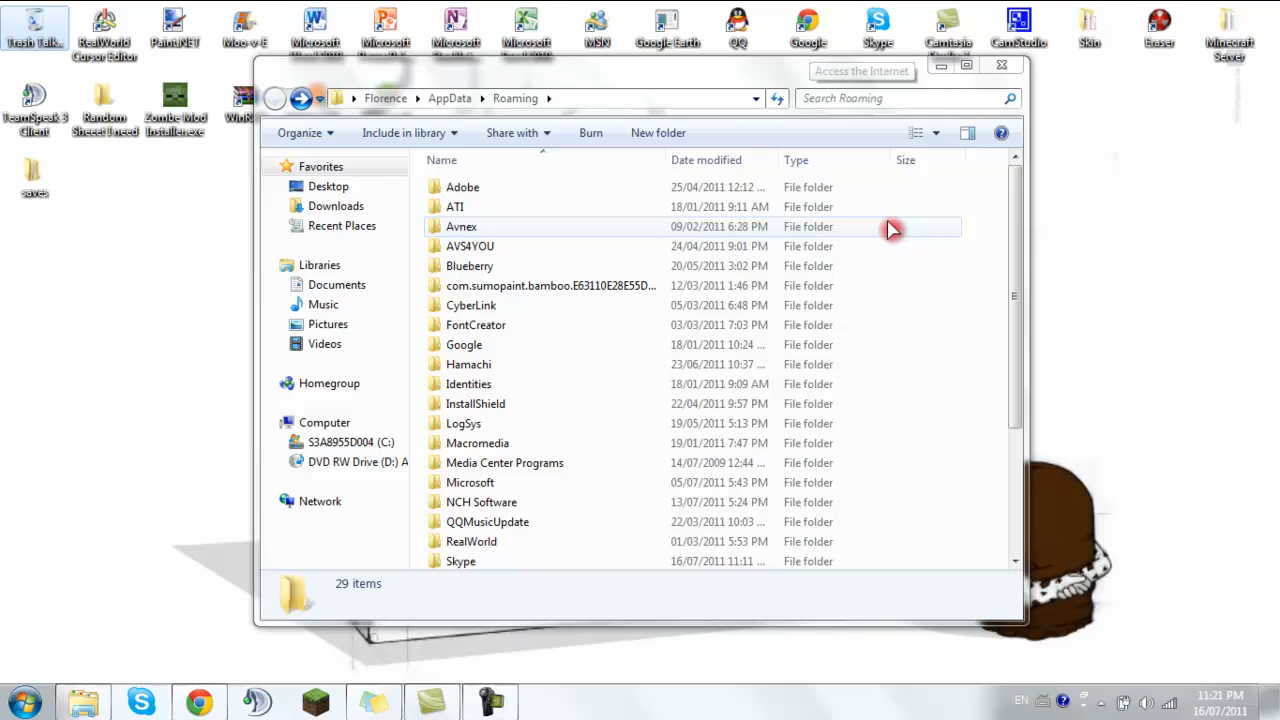 Trash Talk..
RealWorld
Cursor Editor
Paint.NET
Moo-v-E
Microsoft
Microsoft
Microsoft
Microsoft
MSN
Google Earth
QQ
Google
Skype
Camtasia
CamStudio
Skin
Eraser
Minecraft
Server
TeamSpeak 3
Client
Random
Sheeet I need
Zombe Mod
Installer.exe
saves
Access the Internet
Florence
AppData
Roaming
Search Roaming
Organize
Include in library
Share with
Burn
New folder
Name
Date modified
Type
Size
Favorites
Desktop
Downloads
Recent Places
Libraries
Documents
Music
Pictures
Videos
Homegroup
Computer
S3A8955D004 (C:)
DVD RW Drive (D:) A
Network
Adobe 25/04/2011 12:12 ... File folder
ATI 18/01/2011 9:11 AM File folder
Avnex 09/02/2011 6:28 PM File folder
AVS4YOU 24/04/2011 9:01 PM File folder
Blueberry 20/05/2011 3:02 PM File folder
com.sumopaint.bamboo.E63110E28E55D... 12/03/2011 1:46 PM File folder
CyberLink 05/03/2011 6:48 PM File folder
FontCreator 03/03/2011 7:03 PM File folder
Google 18/01/2011 10:24 ... File folder
Hamachi 23/06/2011 10:37 ... File folder
Identities 18/01/2011 9:09 AM File folder
InstallShield 22/04/2011 9:57 PM File folder
LogSys 19/05/2011 5:13 PM File folder
Macromedia 19/01/2011 7:47 PM File folder
Media Center Programs 14/07/2009 12:44 ... File folder
Microsoft 05/07/2011 5:43 PM File folder
NCH Software 13/07/2011 5:24 PM File folder
QQMusicUpdate 22/03/2011 10:03 ... File folder
RealWorld 01/03/2011 5:53 PM File folder
Skype 16/07/2011 11:11 ... File folder
29 items
EN
11:21 PM
16/07/2011